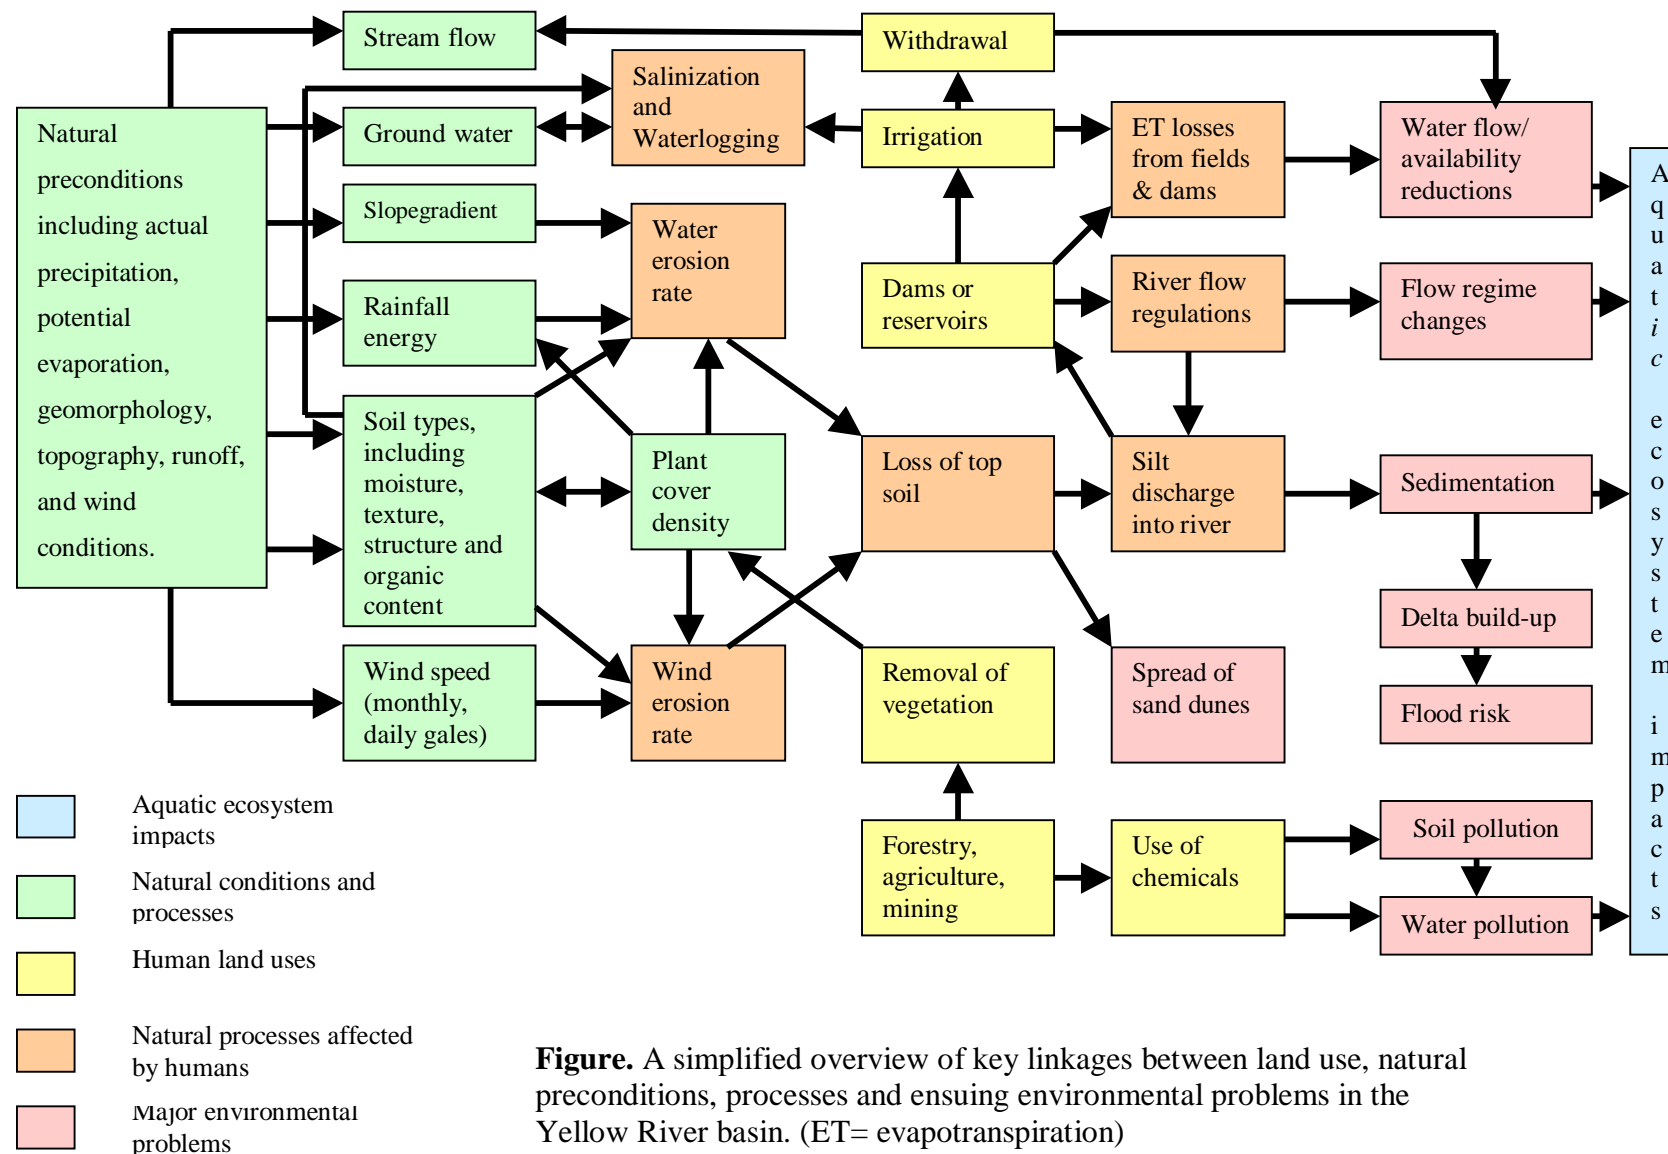 Stream flow
Withdrawal
Salinization
and
Waterlogging
Natural
preconditions
including actual
precipitation,
potential
evaporation,
geomorphology,
topography, runoff,
and wind
conditions.
Ground water
Irrigation
ET losses
from fields
& dams
Water flow/
availability
reductions
Slopegradient
Water
erosion
rate
Rainfall
energy
Dams or
reservoirs
River flow
regulations
Flow regime
changes
Soil types,
including
moisture,
texture,
structure and
organic
content
Plant
cover
density
Loss of top
soil
Silt
discharge
into river
Sedimentation
Delta build-up
Flood risk
Wind speed
(monthly,
daily gales)
Wind
erosion
rate
Removal of
vegetation
Spread of
sand dunes
Forestry,
agriculture,
mining
Use of
chemicals
Soil pollution
Water pollution
A
q
u
a
t
i
c
e
c
o
s
y
s
t
e
m
i
m
p
a
c
t
s
Aquatic ecosystem
impacts
Natural conditions and
processes
Human land uses
Natural processes affected
by humans
Major environmental
problems
Figure. A simplified overview of key linkages between land use, natural
preconditions, processes and ensuing environmental problems in the
Yellow River basin. (ET= evapotranspiration)